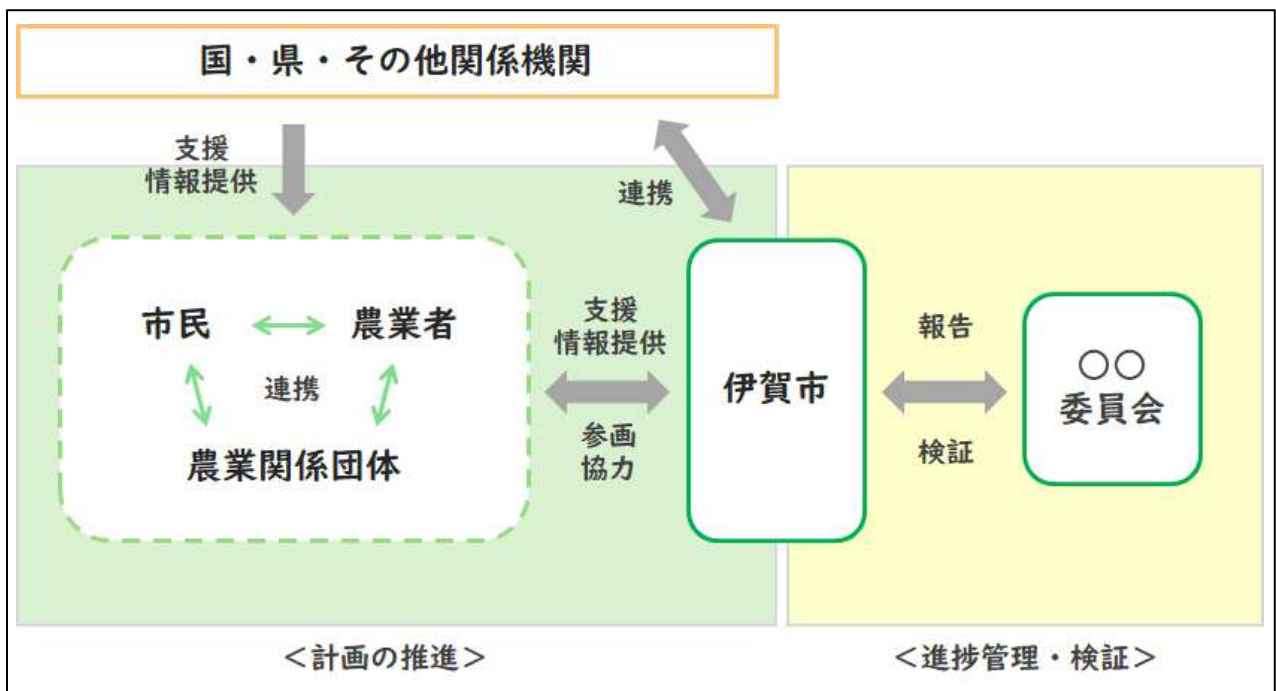 国・県・その他関係機関
支援
情報提供
連携
市民
農業者
連携
農業関係団体
支援
情報提供
参画
協力
伊賀市
報告
検証
○○
委員会
＜計画の推進＞
＜進捗管理・検証＞